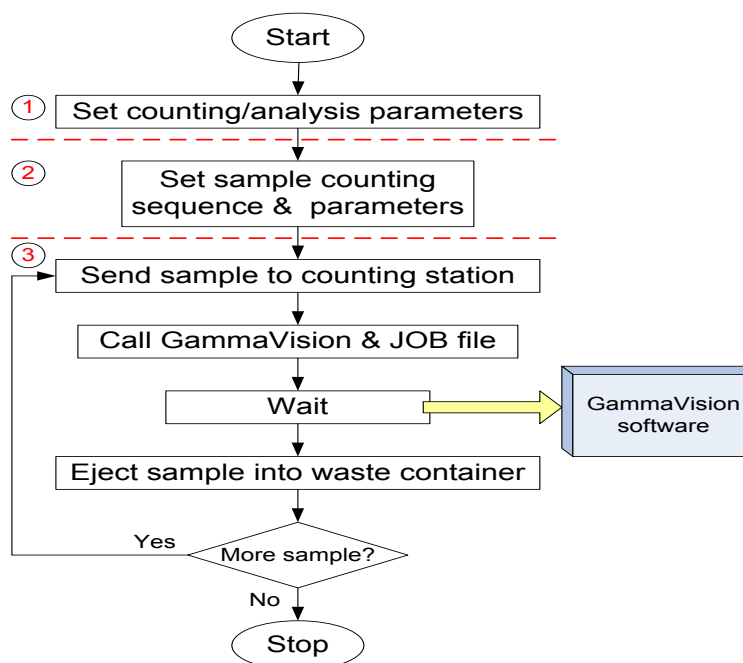 Start
1
Set counting/analysis parameters
2
Set sample counting
sequence & parameters
3
Send sample to counting station
Call GammaVision & JOB file
Wait
GammaVision
software
Eject sample into waste container
Yes
More sample?
No
Stop